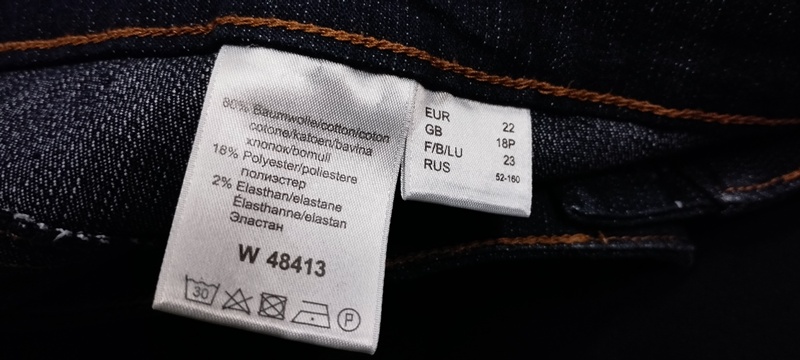 80% Baumwolle/cotton/coton
cotone/katoen/bavlna
хлопок/bomull
18% Polyester/poliestere
полиэстер
2% Elasthan/elastane
Élasthanne/elastan
Эластан
W 48413
30
P
EUR 22
GB 18P
F/B/LU 23
RUS 52-160